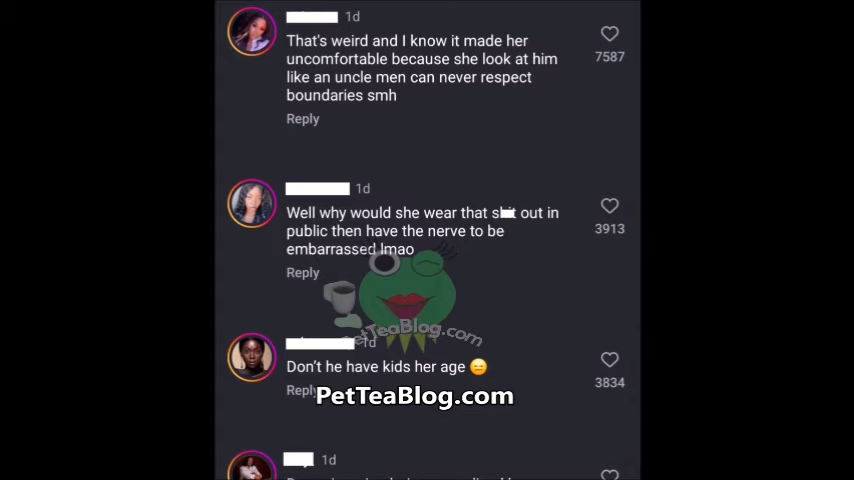 1d
That's weird and I know it made her
uncomfortable because she look at him
like an uncle men can never respect
boundaries smh
7587
Reply
1d
Well why would she wear that out in
public then have the nerve to be
embarrassed lmao
3913
Reply
PetTeaBlog.com
1d
Don't he have kids her age 😑
3834
Reply
PetTeaBlog.com
1d